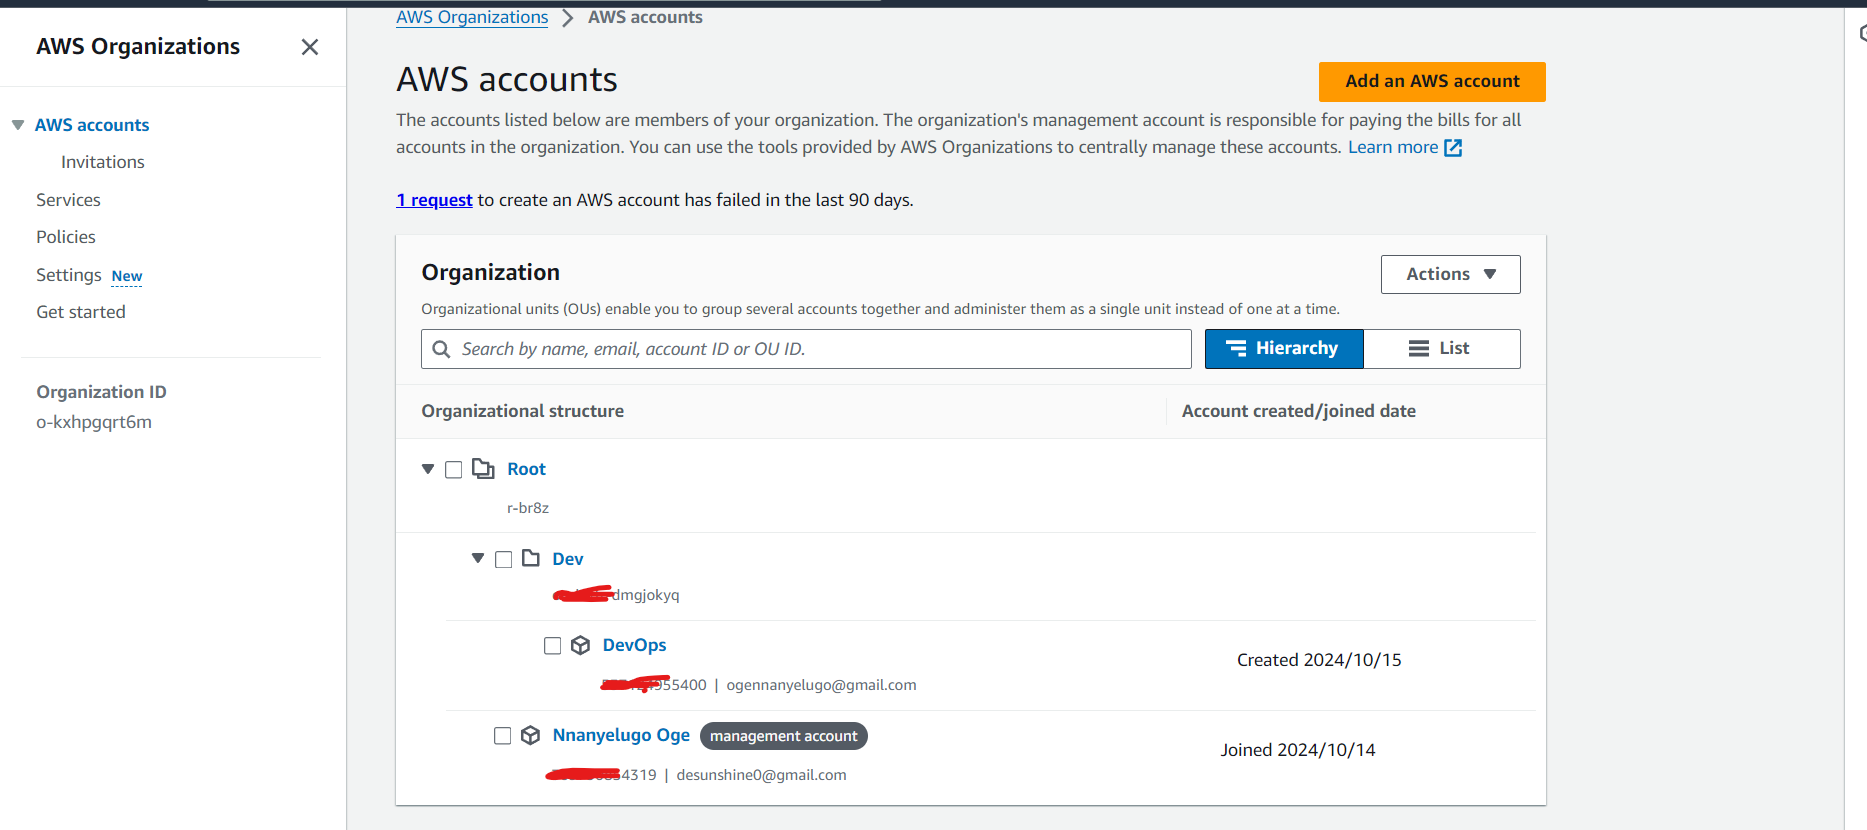 AWS Organizations > AWS accounts
AWS Organizations
AWS accounts
Invitations
Services
Policies
Settings New
Get started
Organization ID
o-kxhpgqrt6m
AWS accounts
Add an AWS account
The accounts listed below are members of your organization. The organization's management account is responsible for paying the bills for all
accounts in the organization. You can use the tools provided by AWS Organizations to centrally manage these accounts. Learn more
1 request to create an AWS account has failed in the last 90 days.
Organization
Actions
Organizational units (OUs) enable you to group several accounts together and administer them as a single unit instead of one at a time.
Search by name, email, account ID or OU ID.
Hierarchy
List
Organizational structure
Account created/joined date
Root
r-br8z
Dev
dmgjokyq
DevOps
Created 2024/10/15
55400 | ogennanyelugo@gmail.com
Nnanyelugo Oge management account
Joined 2024/10/14
4319 | desunshine0@gmail.com